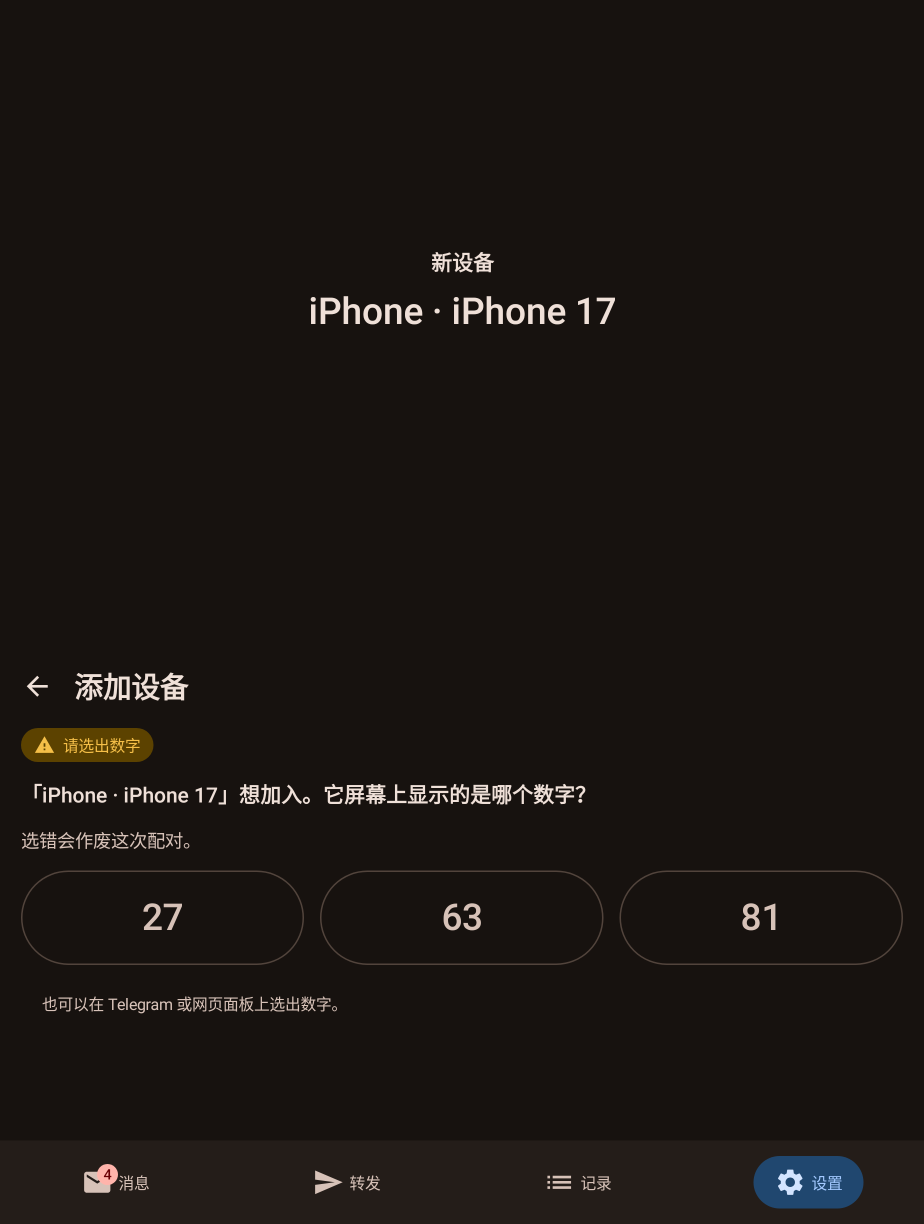 新设备
iPhone · iPhone 17
添加设备
请选出数字
「iPhone · iPhone 17」想加入。它屏幕上显示的是哪个数字？
选错会作废这次配对。
27
63
81
也可以在 Telegram 或网页面板上选出数字。
4
消息
转发
记录
设置